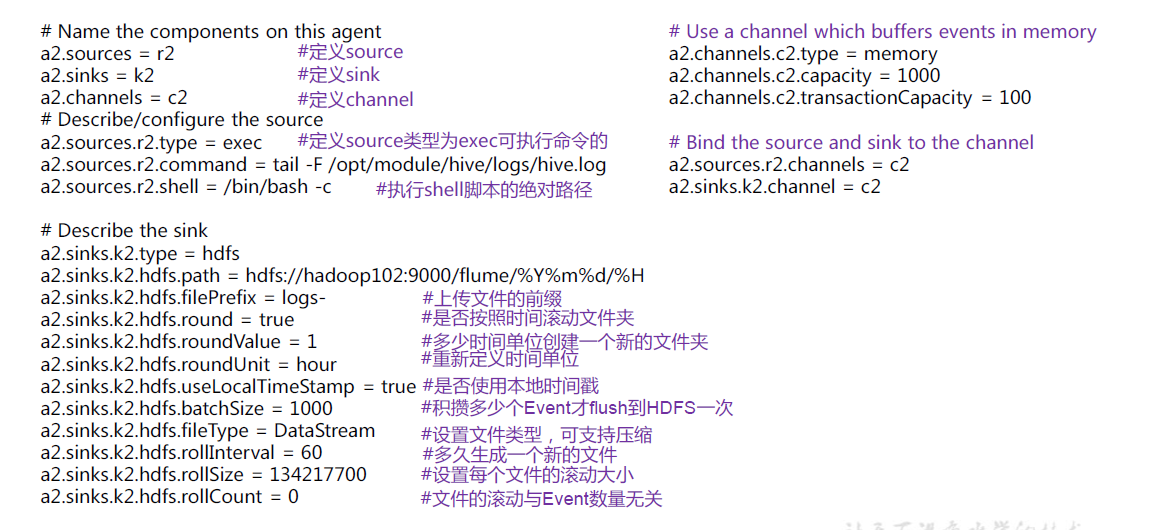 # Name the components on this agent
a2.sources = r2 #定义source
a2.sinks = k2 #定义sink
a2.channels = c2 #定义channel
# Describe/configure the source
a2.sources.r2.type = exec #定义source类型为exec可执行命令的
a2.sources.r2.command = tail -F /opt/module/hive/logs/hive.log
a2.sources.r2.shell = /bin/bash -c #执行shell脚本的绝对路径
# Describe the sink
a2.sinks.k2.type = hdfs
a2.sinks.k2.hdfs.path = hdfs://hadoop102:9000/flume/%Y%m%d/%H
a2.sinks.k2.hdfs.filePrefix = logs- #上传文件的前缀
a2.sinks.k2.hdfs.round = true #是否按照时间滚动文件夹
a2.sinks.k2.hdfs.roundValue = 1 #多少时间单位创建一个新的文件夹
a2.sinks.k2.hdfs.roundUnit = hour #重新定义时间单位
a2.sinks.k2.hdfs.useLocalTimeStamp = true #是否使用本地时间戳
a2.sinks.k2.hdfs.batchSize = 1000 #积攒多少个Event才flush到HDFS一次
a2.sinks.k2.hdfs.fileType = DataStream #设置文件类型，可支持压缩
a2.sinks.k2.hdfs.rollInterval = 60 #多久生成一个新的文件
a2.sinks.k2.hdfs.rollSize = 134217700 #设置每个文件的滚动大小
a2.sinks.k2.hdfs.rollCount = 0 #文件的滚动与Event数量无关
# Use a channel which buffers events in memory
a2.channels.c2.type = memory
a2.channels.c2.capacity = 1000
a2.channels.c2.transactionCapacity = 100
# Bind the source and sink to the channel
a2.sources.r2.channels = c2
a2.sinks.k2.channel = c2